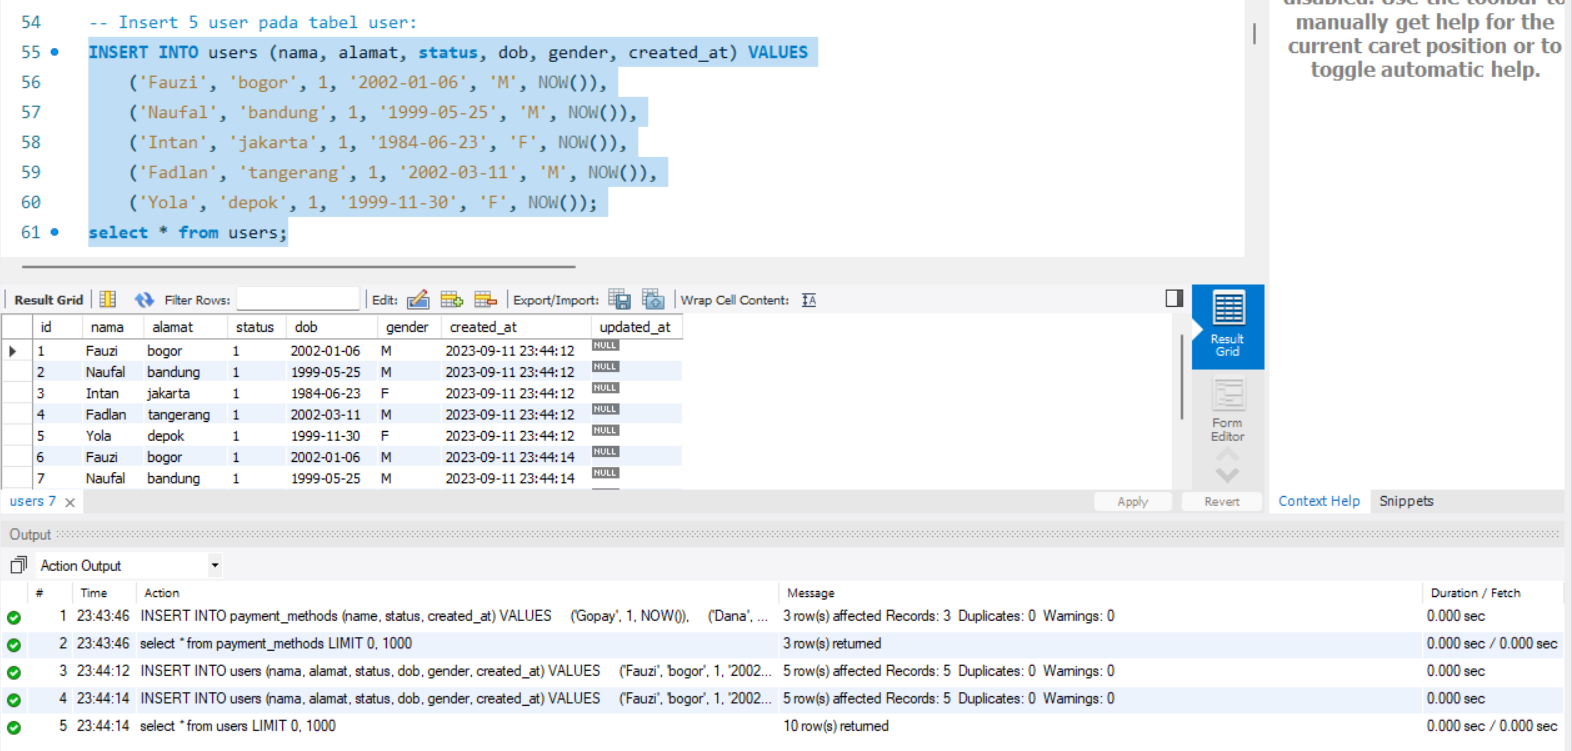 disabled. Use the toolbar to
manually get help for the
current caret position or to
toggle automatic help.
54 -- Insert 5 user pada tabel user:
55 INSERT INTO users (nama, alamat, status, dob, gender, created_at) VALUES
56 ('Fauzi', 'bogor', 1, '2002-01-06', 'M', NOW()),
57 ('Naufal', 'bandung', 1, '1999-05-25', 'M', NOW()),
58 ('Intan', 'jakarta', 1, '1984-06-23', 'F', NOW()),
59 ('Fadlan', 'tangerang', 1, '2002-03-11', 'M', NOW()),
60 ('Yola', 'depok', 1, '1999-11-30', 'F', NOW());
61 select * from users;
Result Grid Filter Rows: Edit: Export/Import: Wrap Cell Content: IA
id nama alamat status dob gender created_at updated_at
1 Fauzi bogor 1 2002-01-06 M 2023-09-11 23:44:12 NULL
2 Naufal bandung 1 1999-05-25 M 2023-09-11 23:44:12 NULL
3 Intan jakarta 1 1984-06-23 F 2023-09-11 23:44:12 NULL
4 Fadlan tangerang 1 2002-03-11 M 2023-09-11 23:44:12 NULL
5 Yola depok 1 1999-11-30 F 2023-09-11 23:44:12 NULL
6 Fauzi bogor 1 2002-01-06 M 2023-09-11 23:44:14 NULL
7 Naufal bandung 1 1999-05-25 M 2023-09-11 23:44:14 NULL
Result
Grid
Form
Editor
users 7 Apply Revert Context Help Snippets
Output
Action Output
# Time Action Message Duration / Fetch
1 23:43:46 INSERT INTO payment_methods (name, status, created_at) VALUES ('Gopay', 1, NOW()), ('Dana', ... 3 row(s) affected Records: 3 Duplicates: 0 Warnings: 0 0.000 sec
2 23:43:46 select * from payment_methods LIMIT 0, 1000 3 row(s) returned 0.000 sec / 0.000 sec
3 23:44:12 INSERT INTO users (nama, alamat, status, dob, gender, created_at) VALUES ('Fauzi', 'bogor', 1, '2002... 5 row(s) affected Records: 5 Duplicates: 0 Warnings: 0 0.000 sec
4 23:44:14 INSERT INTO users (nama, alamat, status, dob, gender, created_at) VALUES ('Fauzi', 'bogor', 1, '2002... 5 row(s) affected Records: 5 Duplicates: 0 Warnings: 0 0.000 sec
5 23:44:14 select * from users LIMIT 0, 1000 10 row(s) returned 0.000 sec / 0.000 sec